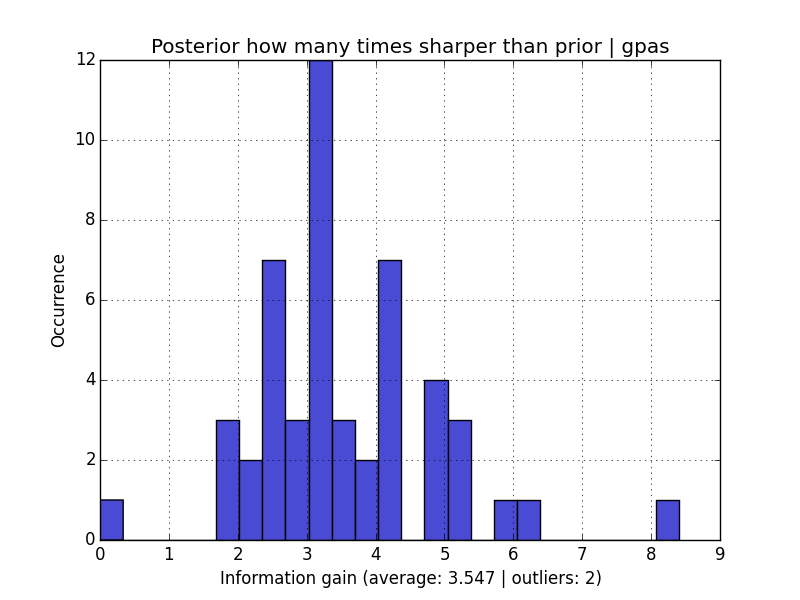 Posterior how many times sharper than prior | gpas
12
10
8
6
4
2
0
Occurrence
0 1 2 3 4 5 6 7 8 9
Information gain (average: 3.547 | outliers: 2)